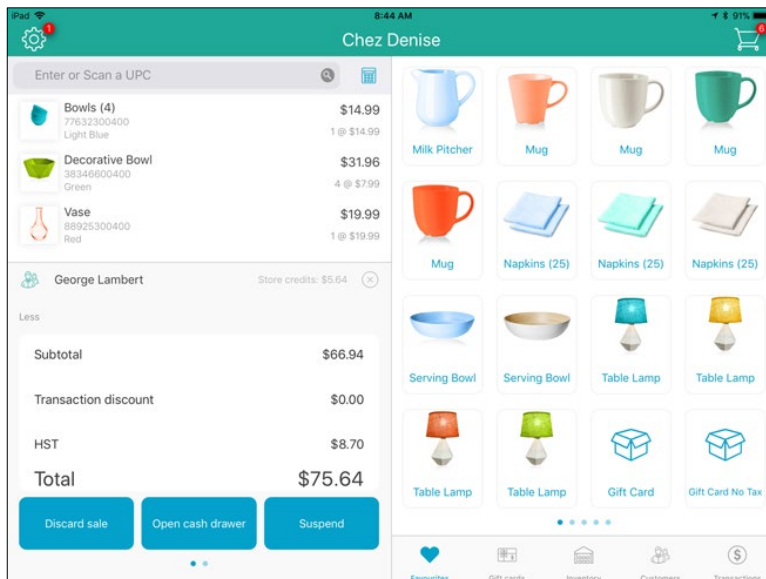 iPad
8:44 AM
91%
1
Chez Denise
6
Enter or Scan a UPC
Bowls (4)
$14.99
77632300400
Light Blue
1 @ $14.99
Decorative Bowl
$31.96
38346600400
Green
4 @ $7.99
Vase
$19.99
88925300400
Red
1 @ $19.99
George Lambert
Store credits: $5.64
Less
Subtotal
$66.94
Transaction discount
$0.00
HST
$8.70
Total
$75.64
Discard sale
Open cash drawer
Suspend
Milk Pitcher
Mug
Mug
Mug
Mug
Napkins (25)
Napkins (25)
Napkins (25)
Serving Bowl
Serving Bowl
Table Lamp
Table Lamp
Table Lamp
Table Lamp
Gift Card
Gift Card No Tax
Favourites
Gift cards
Inventory
Customers
Transactions